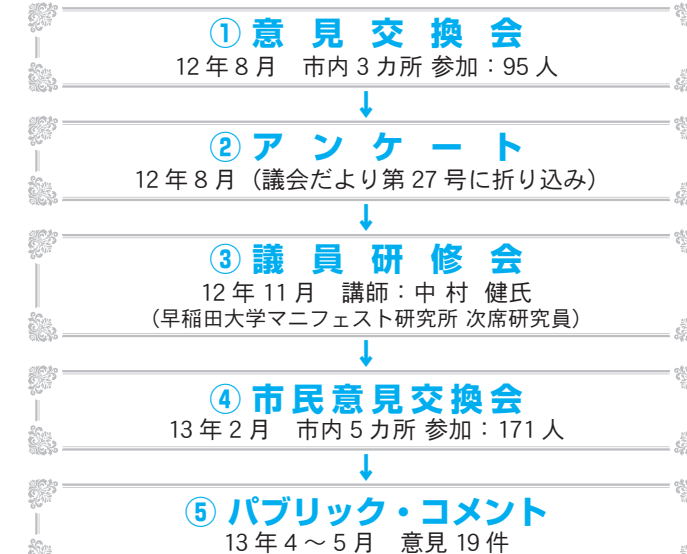 ① 意見交換会
12年8月　市内3カ所 参加：95人
↓
② アンケート
12年8月（議会だより第27号に折り込み）
↓
③ 議員研修会
12年11月　講師：中村 健氏
（早稲田大学マニフェスト研究所 次席研究員）
↓
④ 市民意見交換会
13年2月　市内5カ所 参加：171人
↓
⑤ パブリック・コメント
13年4～5月　意見19件